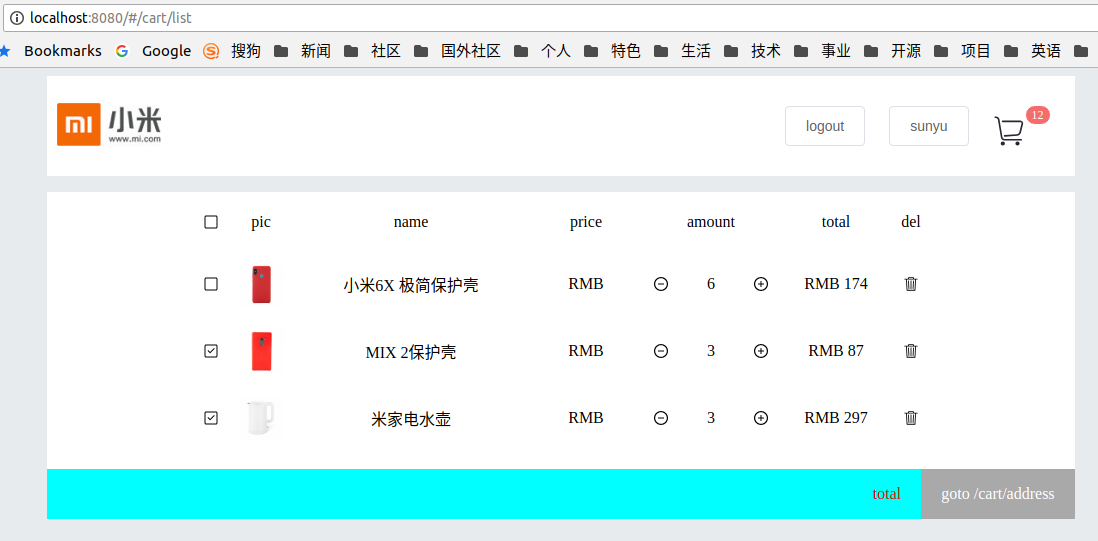 localhost:8080/#/cart/list
Bookmarks Google 搜狗 新闻 社区 国外社区 个人 特色 生活 技术 事业 开源 项目 英语
mi 小米 www.mi.com logout sunyu 12
pic name price amount total del
小米6X 极简保护壳 RMB 6 RMB 174
MIX 2保护壳 RMB 3 RMB 87
米家电水壶 RMB 3 RMB 297
total goto /cart/address